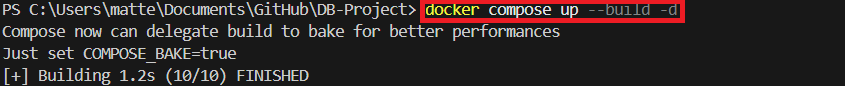 PS C:\Users\matte\Documents\GitHub\DB-Project> docker compose up --build -d
Compose now can delegate build to bake for better performances
Just set COMPOSE_BAKE=true
[+] Building 1.2s (10/10) FINISHED